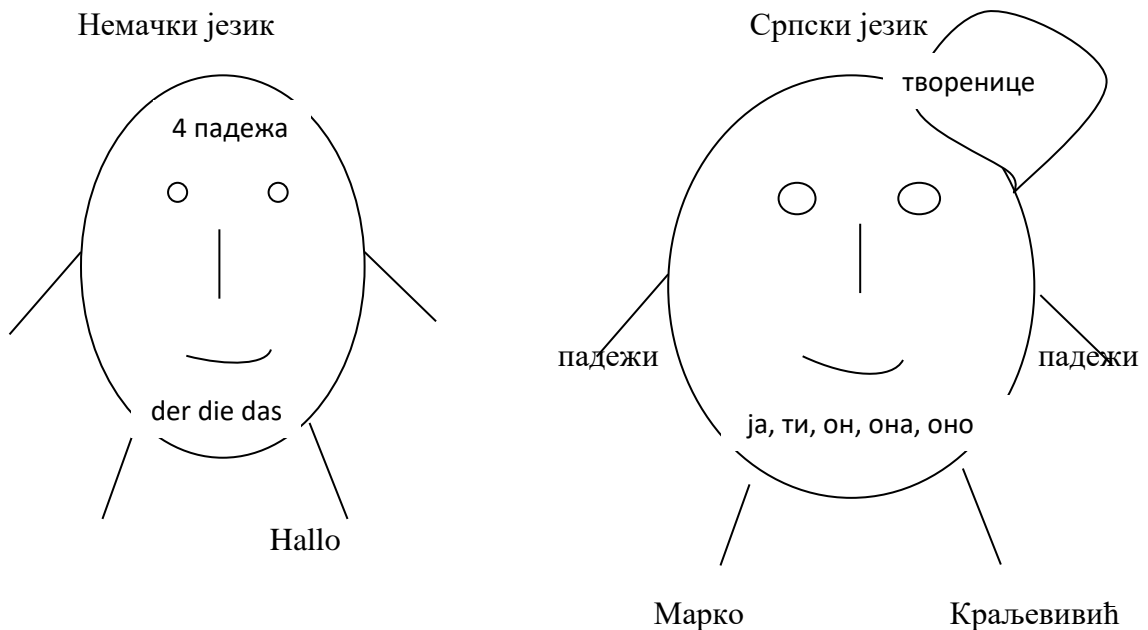 Немачки језик
4 падежа
der die das
Hallo
Српски језик
творенице
падежи
падежи
ја, ти, он, она, оно
Марко
Краљевивић